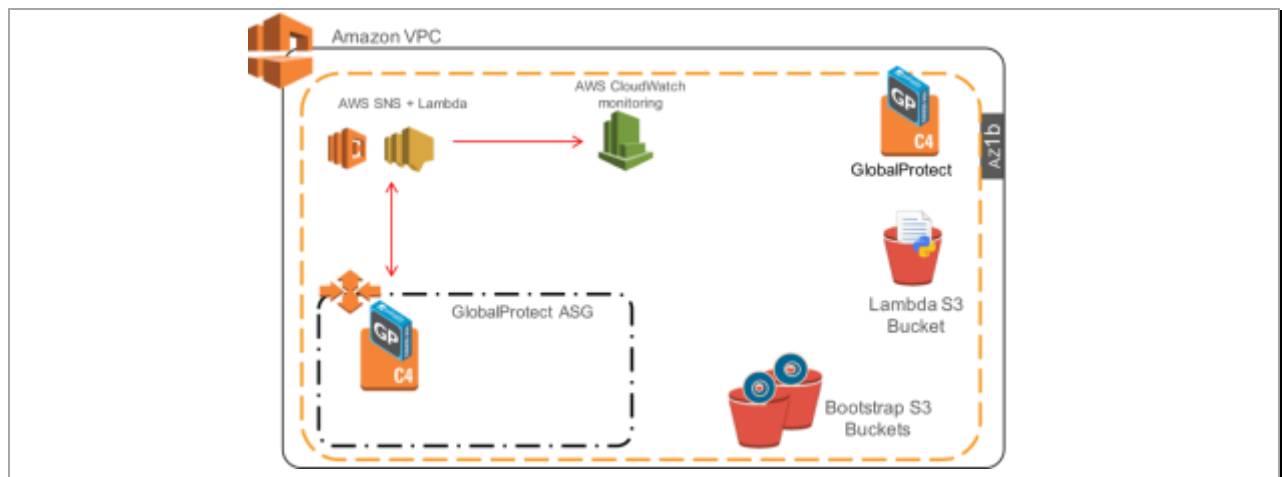 Amazon VPC
AWS SNS + Lambda
AWS CloudWatch
monitoring
GP
C4
GlobalProtect
Az1b
Lambda S3
Bucket
GlobalProtect ASG
GP
C4
Bootstrap S3
Buckets